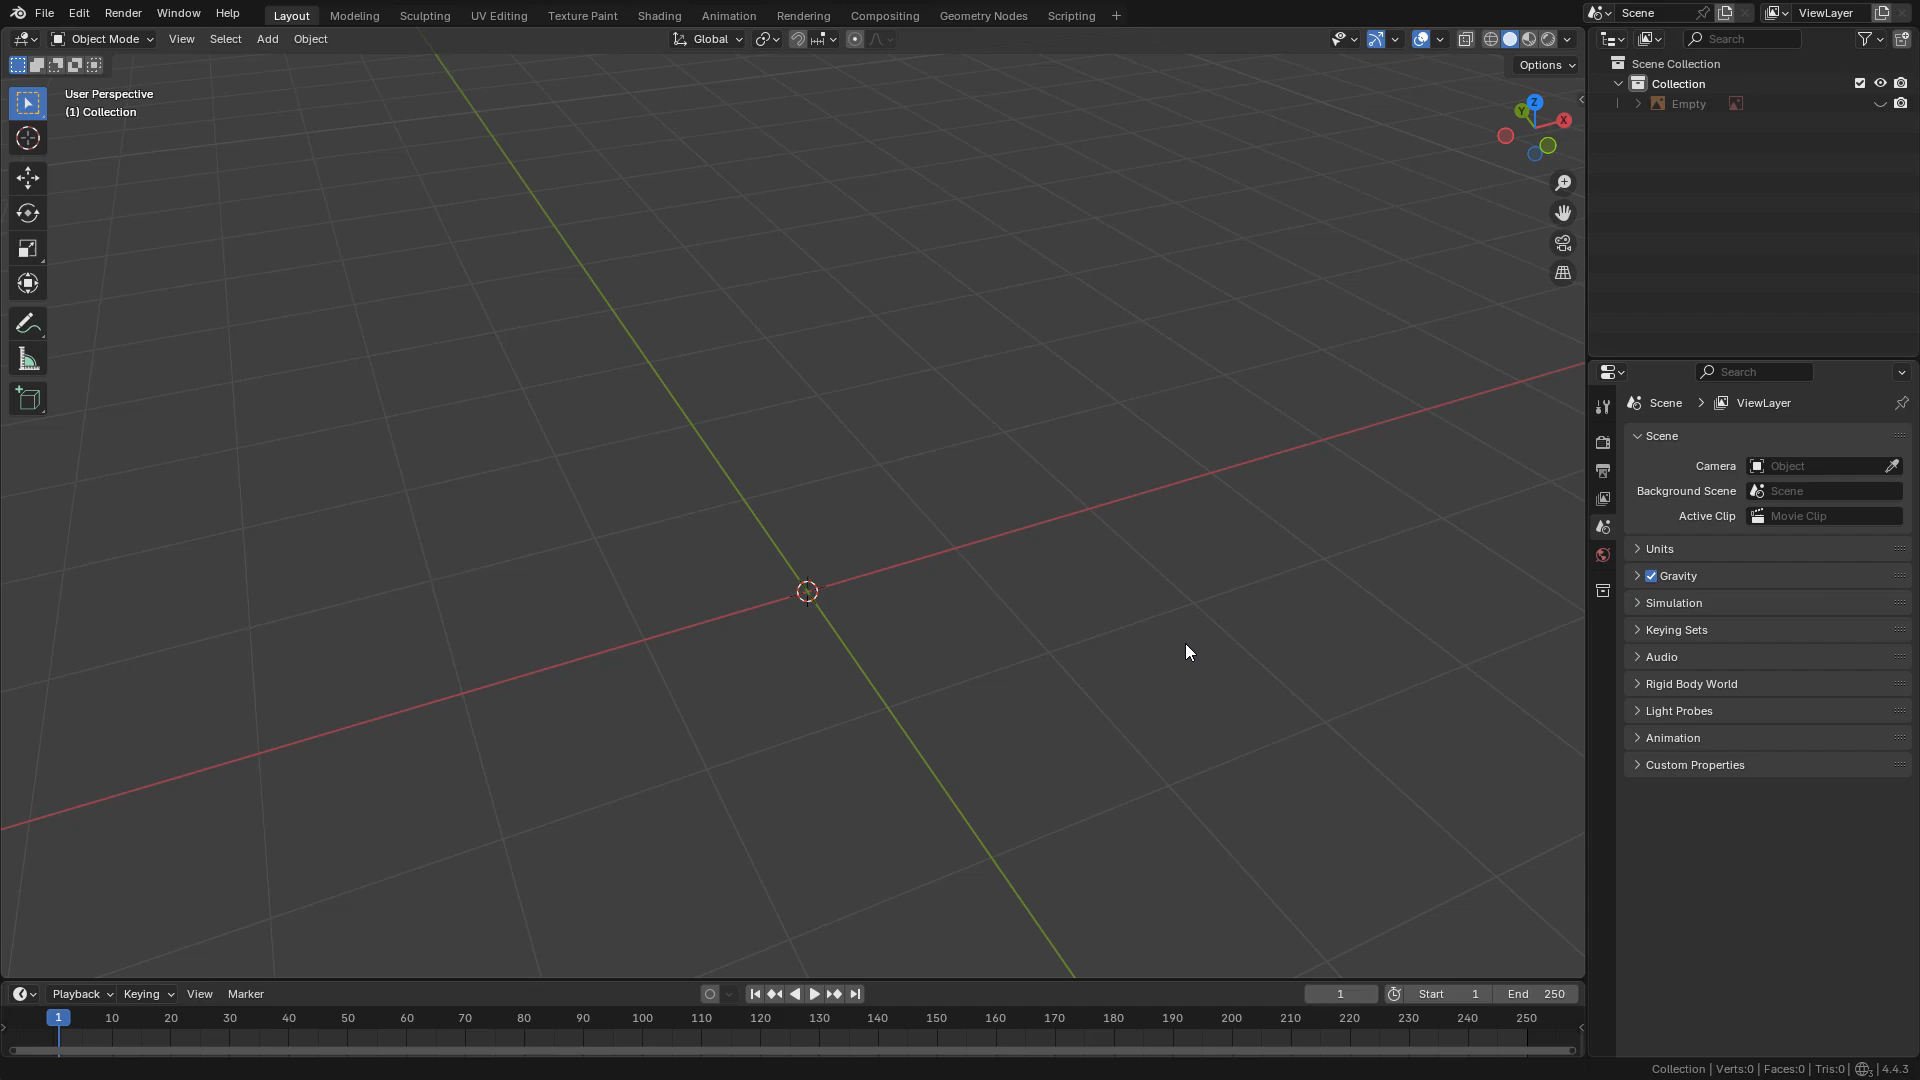 File Edit Render Window Help Layout Modeling Sculpting UV Editing Texture Paint Shading Animation Rendering Compositing Geometry Nodes Scripting + Scene ViewLayer
Object Mode View Select Add Object Global Search
Options
User Perspective
(1) Collection
Z
Y
X
Scene Collection
Collection
Empty
Search
Scene > ViewLayer
Scene
Camera Object
Background Scene Scene
Active Clip Movie Clip
Units
Gravity
Simulation
Keying Sets
Audio
Rigid Body World
Light Probes
Animation
Custom Properties
Playback Keying View Marker 1 Start 1 End 250
1 10 20 30 40 50 60 70 80 90 100 110 120 130 140 150 160 170 180 190 200 210 220 230 240 250
Collection | Verts:0 | Faces:0 | Tris:0 | 3 | 4.4.3